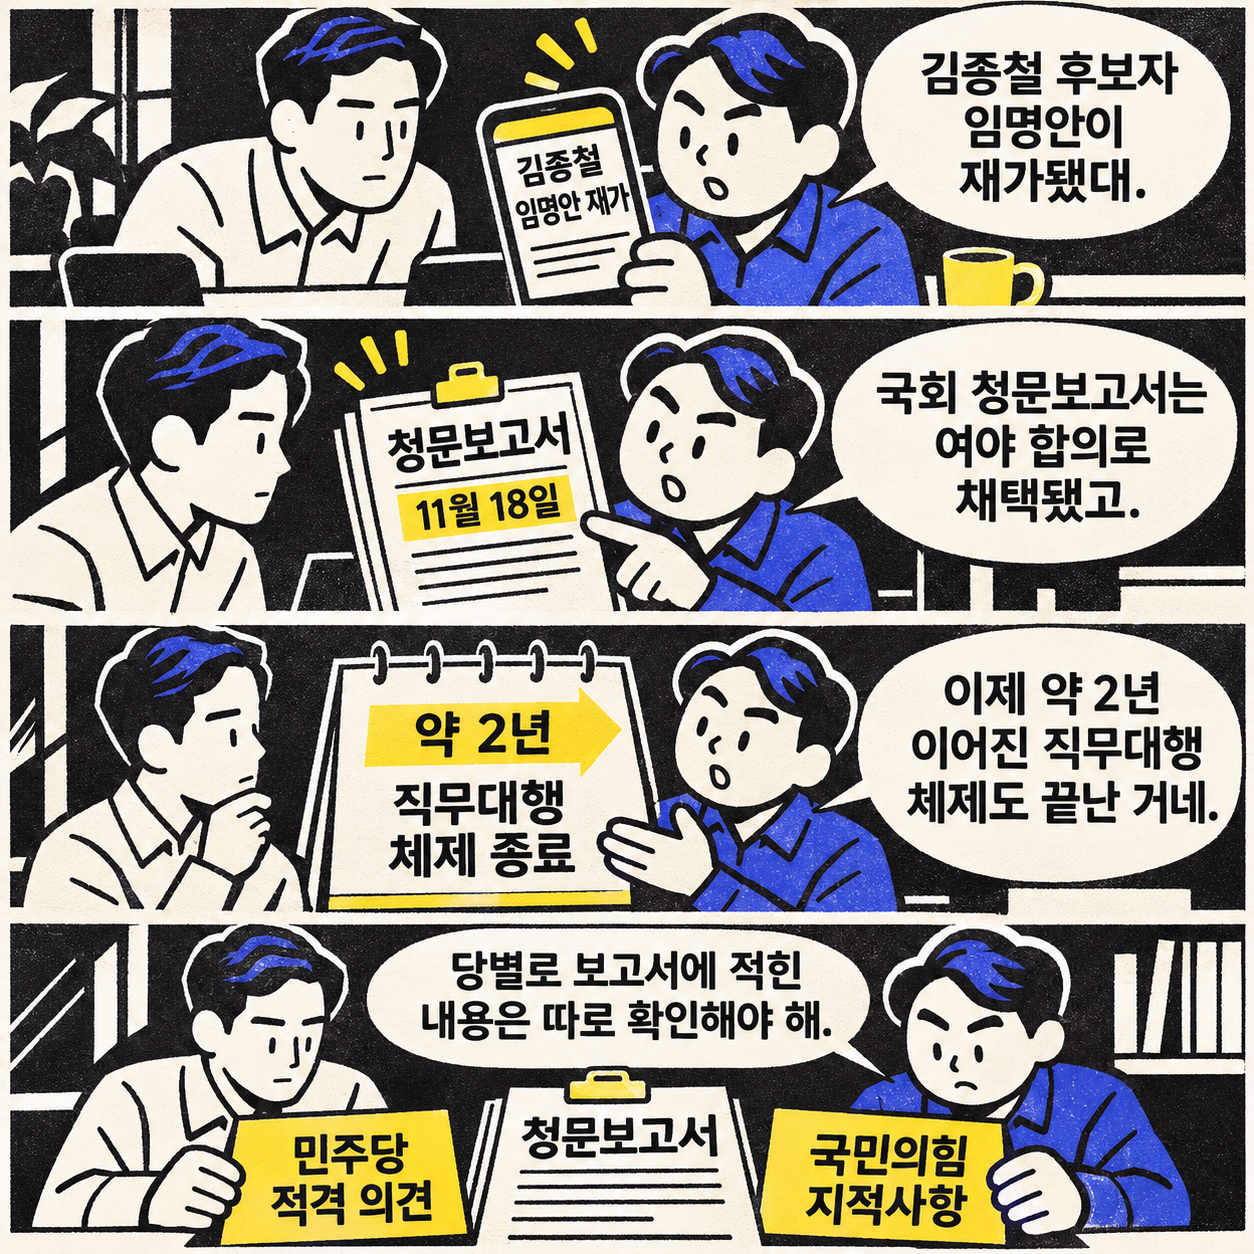 김종철
임명안 재가
김종철 후보자
임명안이
재가됐대.
청문보고서
11월 18일
국회 청문보고서는
여야 합의로
채택됐고.
약 2년
직무대행
체제 종료
이제 약 2년
이어진 직무대행
체제도 끝난 거네.
당별로 보고서에 적힌
내용은 따로 확인해야 해.
민주당
적격 의견
청문보고서
국민의힘
지적사항